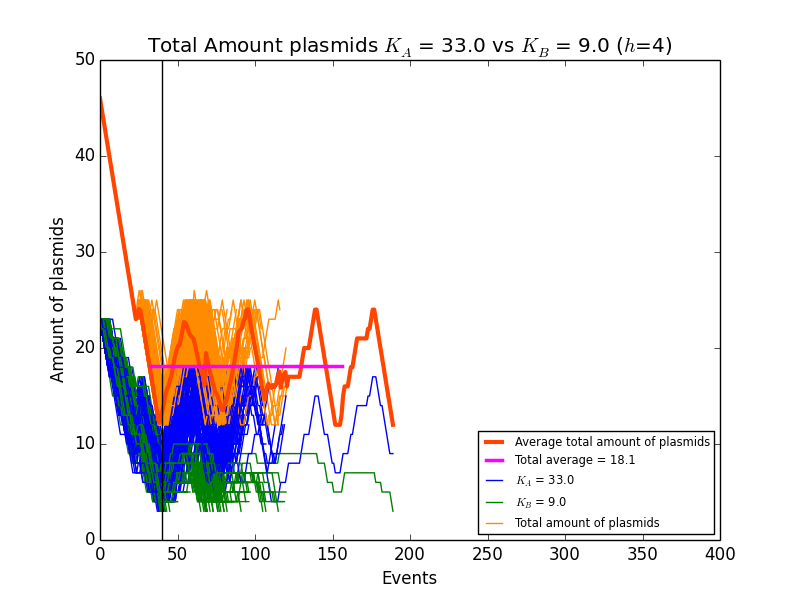 Total Amount plasmids K_A = 33.0 vs K_B = 9.0 (h=4)
50
40
30
20
10
0
Amount of plasmids
0 50 100 150 200 250 300 350 400
Events
Average total amount of plasmids
Total average = 18.1
K_A = 33.0
K_B = 9.0
Total amount of plasmids